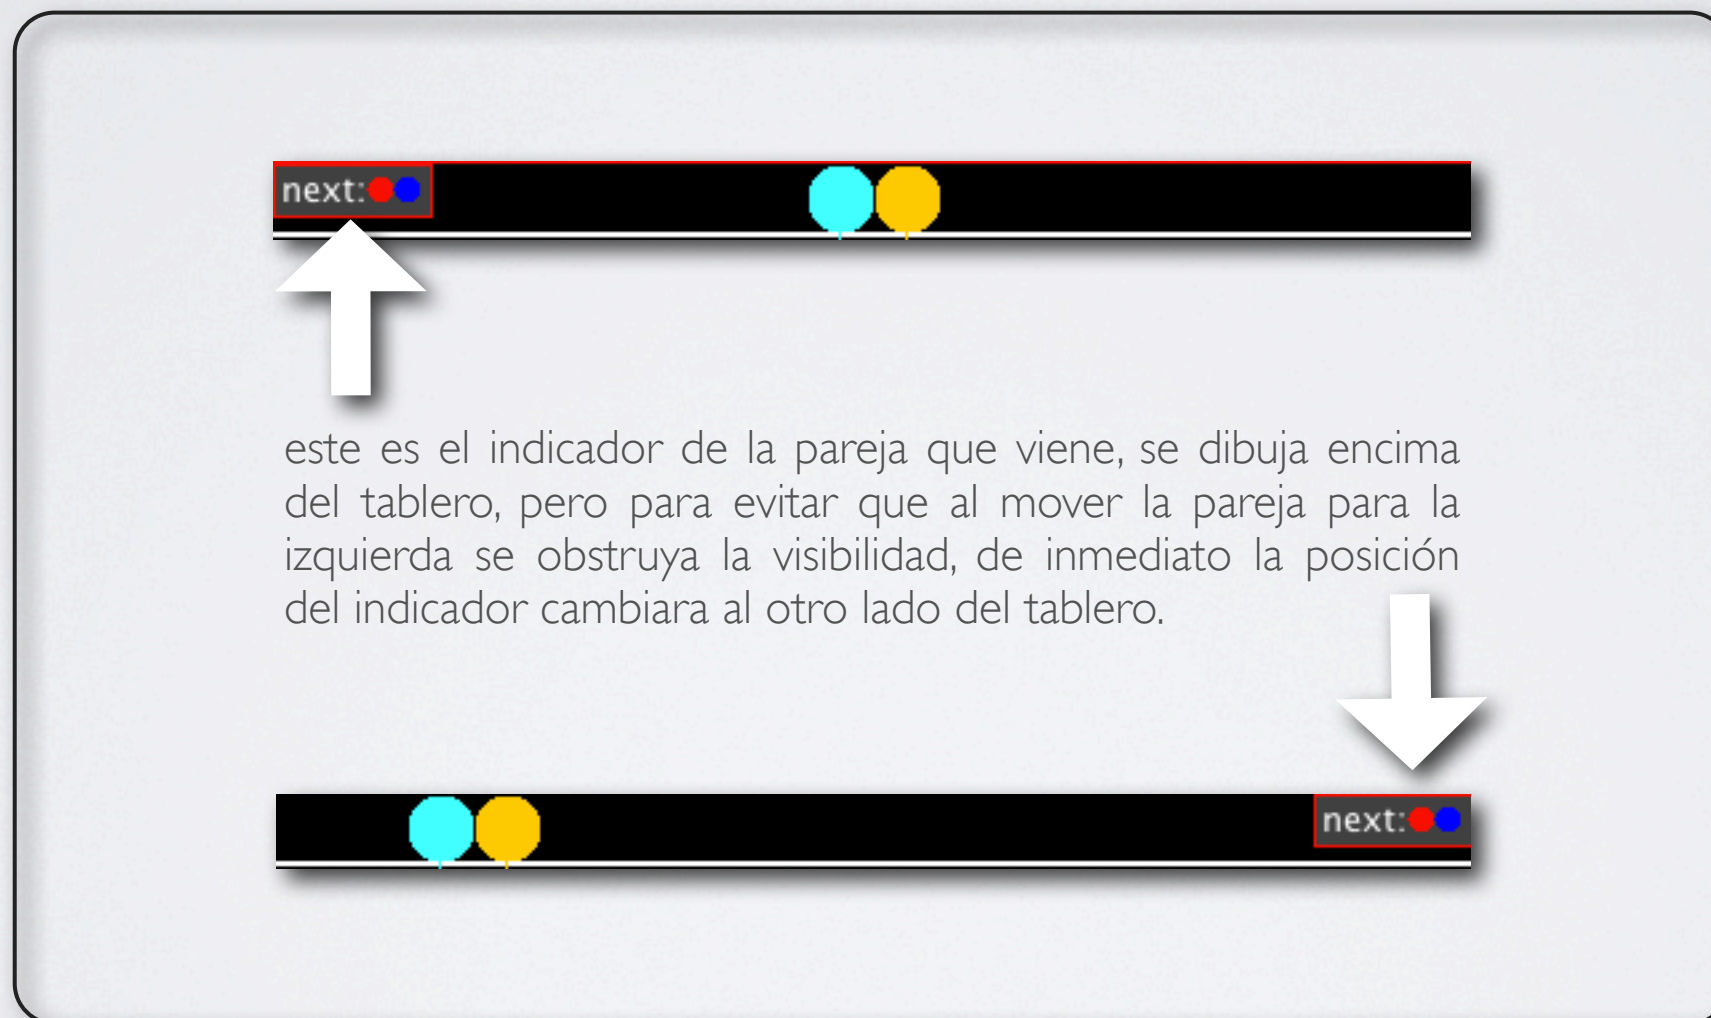 next:
este es el indicador de la pareja que viene, se dibuja encima
del tablero, pero para evitar que al mover la pareja para la
izquierda se obstruya la visibilidad, de inmediato la posición
del indicador cambiara al otro lado del tablero.
next: